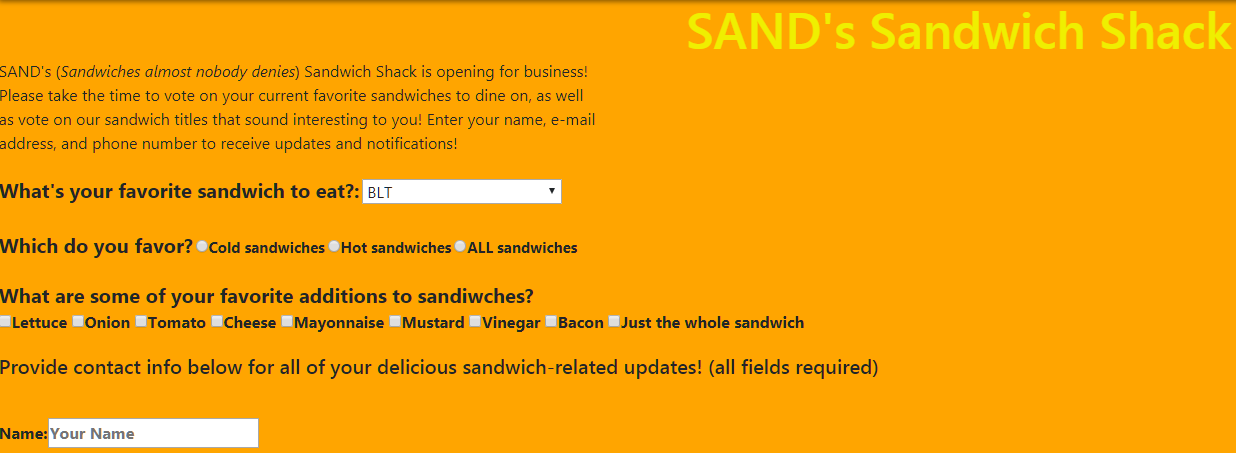 SAND's Sandwich Shack
SAND's (Sandwiches almost nobody denies) Sandwich Shack is opening for business!
Please take the time to vote on your current favorite sandwiches to dine on, as well
as vote on our sandwich titles that sound interesting to you! Enter your name, e-mail
address, and phone number to receive updates and notifications!
What's your favorite sandwich to eat?: BLT
Which do you favor? Cold sandwiches Hot sandwiches ALL sandwiches
What are some of your favorite additions to sandiwches?
Lettuce Onion Tomato Cheese Mayonnaise Mustard Vinegar Bacon Just the whole sandwich
Provide contact info below for all of your delicious sandwich-related updates! (all fields required)
Name: Your Name